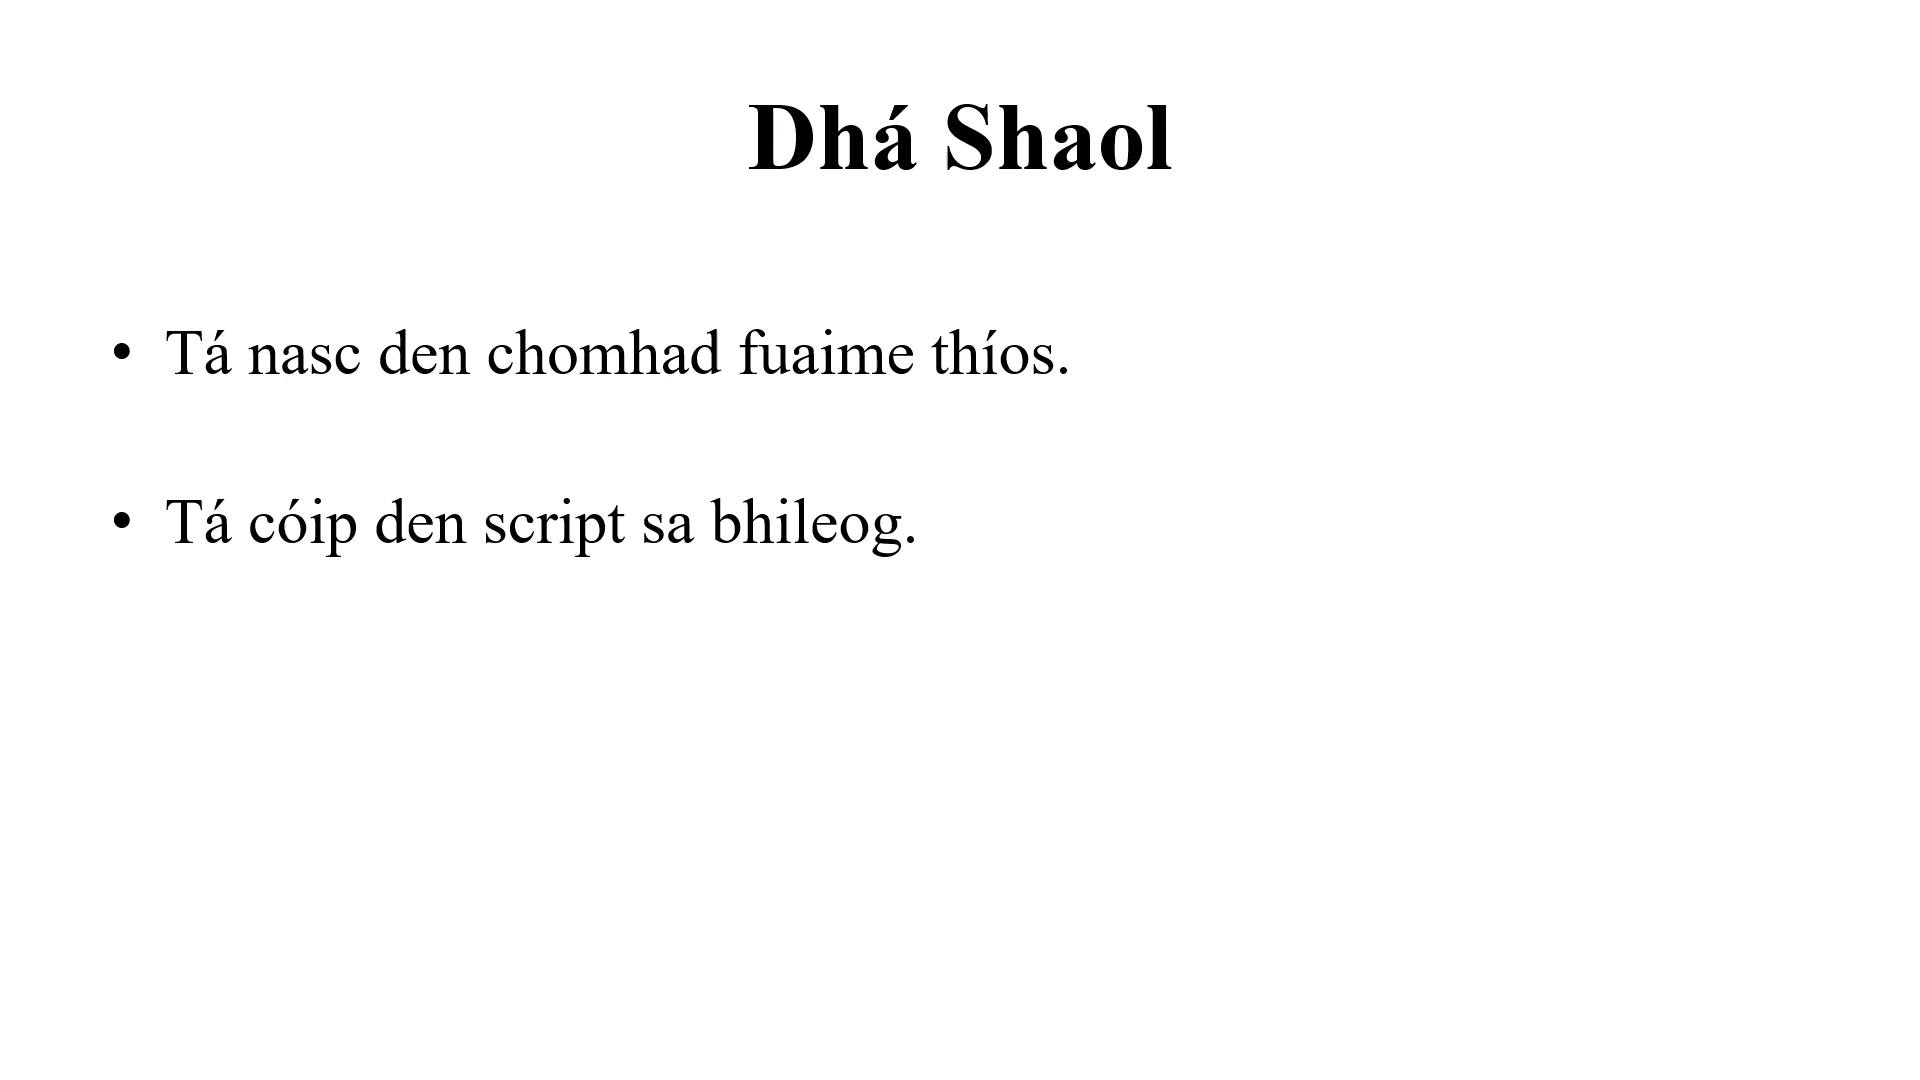 Dhá Shaol
• Tá nasc den chomhad fuaime thíos.
• Tá cóip den script sa bhileog.